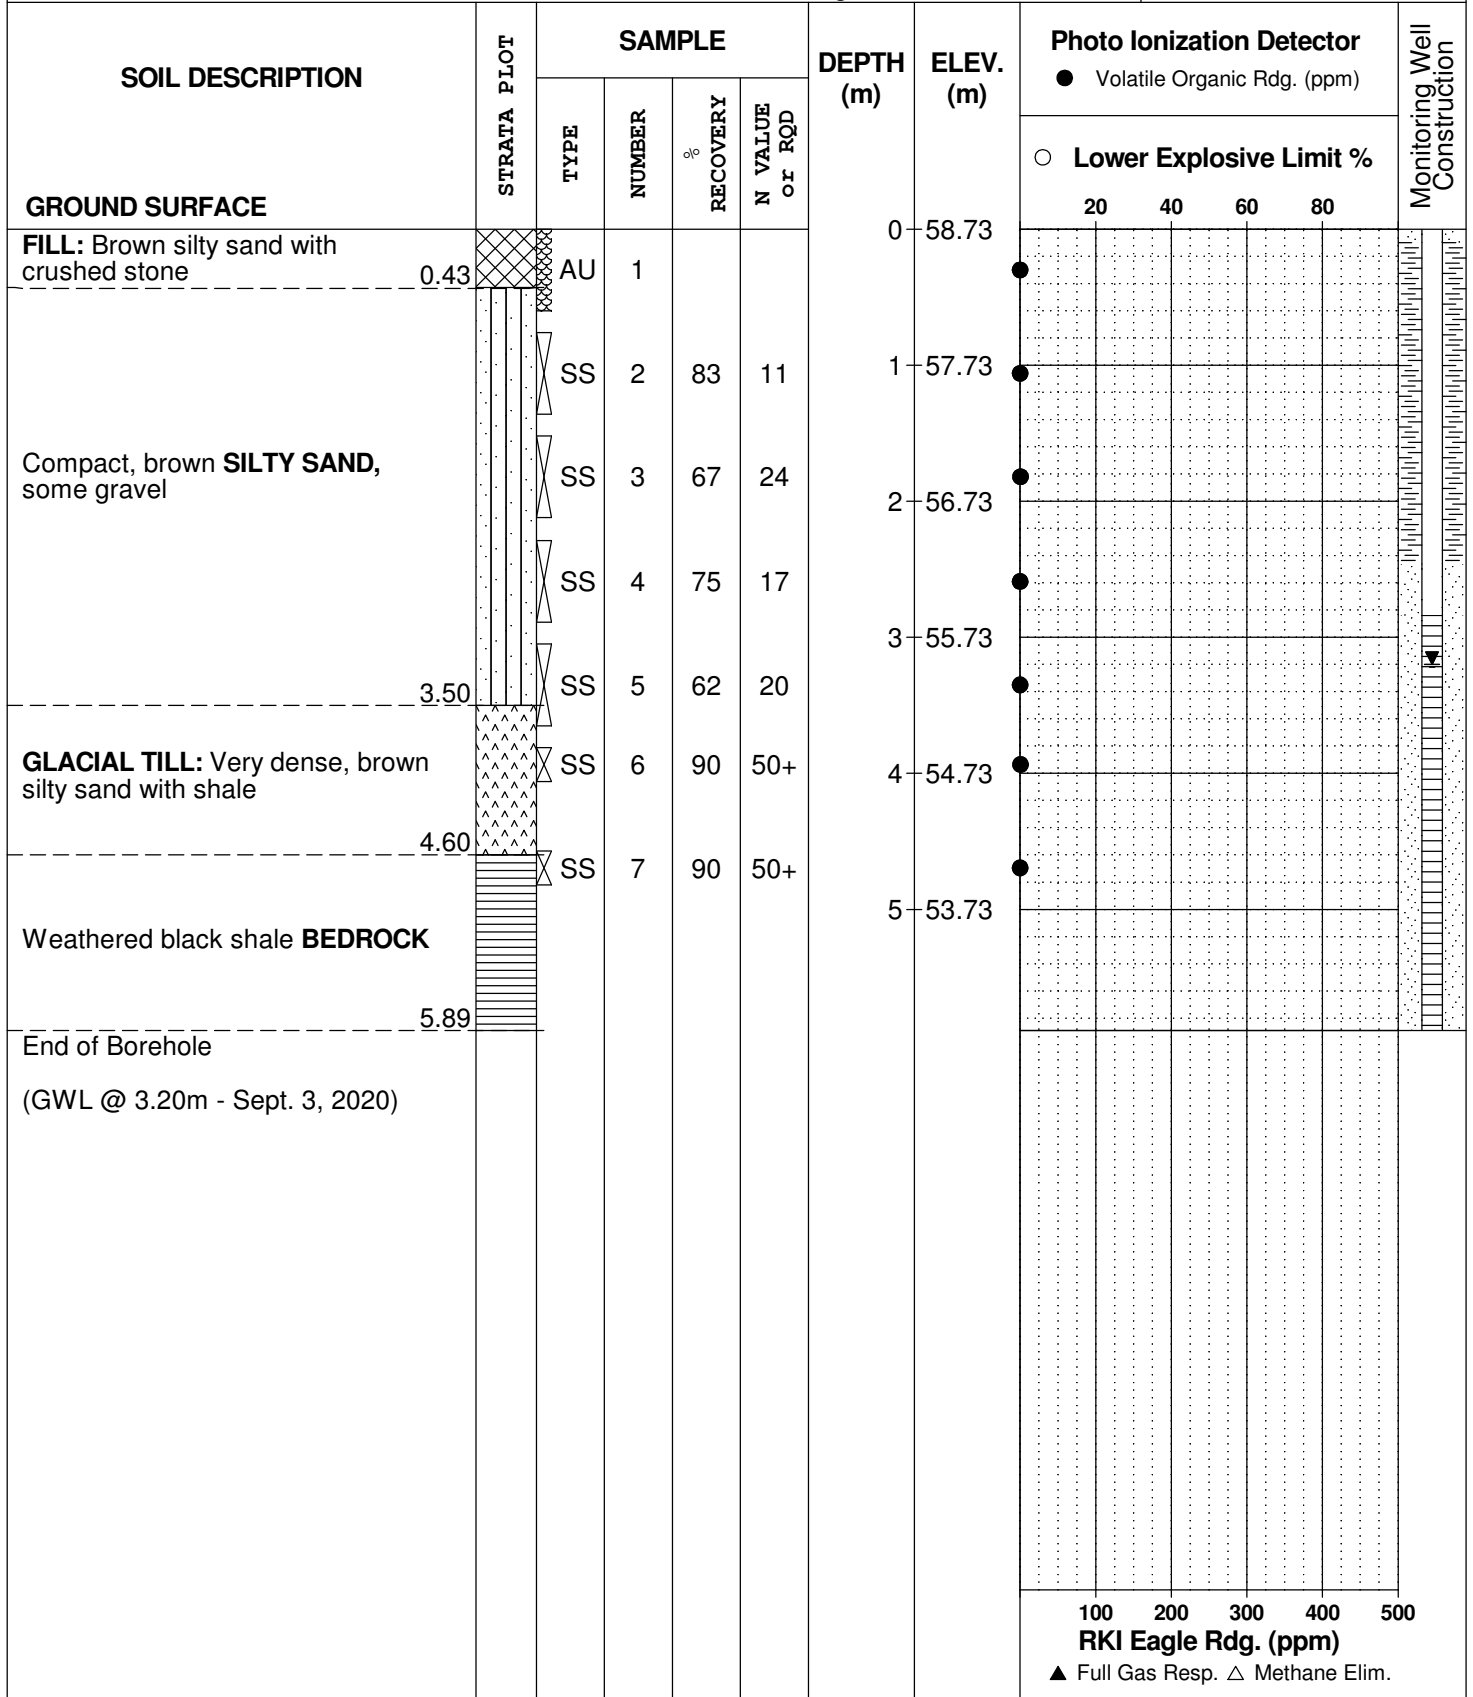 SOIL DESCRIPTION
GROUND SURFACE
STRATA PLOT
SAMPLE
TYPE
NUMBER
%
RECOVERY
N VALUE
or RQD
DEPTH
(m)
ELEV.
(m)
Photo Ionization Detector
● Volatile Organic Rdg. (ppm)
○ Lower Explosive Limit %
20 40 60 80
Monitoring Well
Construction
0 58.73
FILL: Brown silty sand with
crushed stone 0.43
AU 1
SS 2 83 11
1 57.73
Compact, brown SILTY SAND,
some gravel
SS 3 67 24
2 56.73
SS 4 75 17
3 55.73
SS 5 62 20
3.50
GLACIAL TILL: Very dense, brown
silty sand with shale
SS 6 90 50+
4 54.73
4.60
SS 7 90 50+
5 53.73
Weathered black shale BEDROCK
5.89
End of Borehole
(GWL @ 3.20m - Sept. 3, 2020)
100 200 300 400 500
RKI Eagle Rdg. (ppm)
▲ Full Gas Resp. △ Methane Elim.